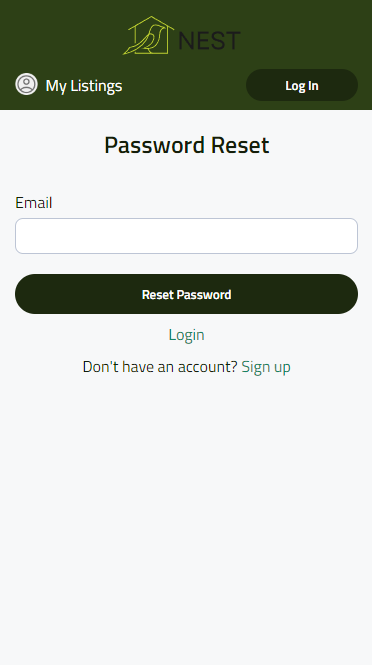 NEST
My Listings
Log In
Password Reset
Email
Reset Password
Login
Don't have an account? Sign up